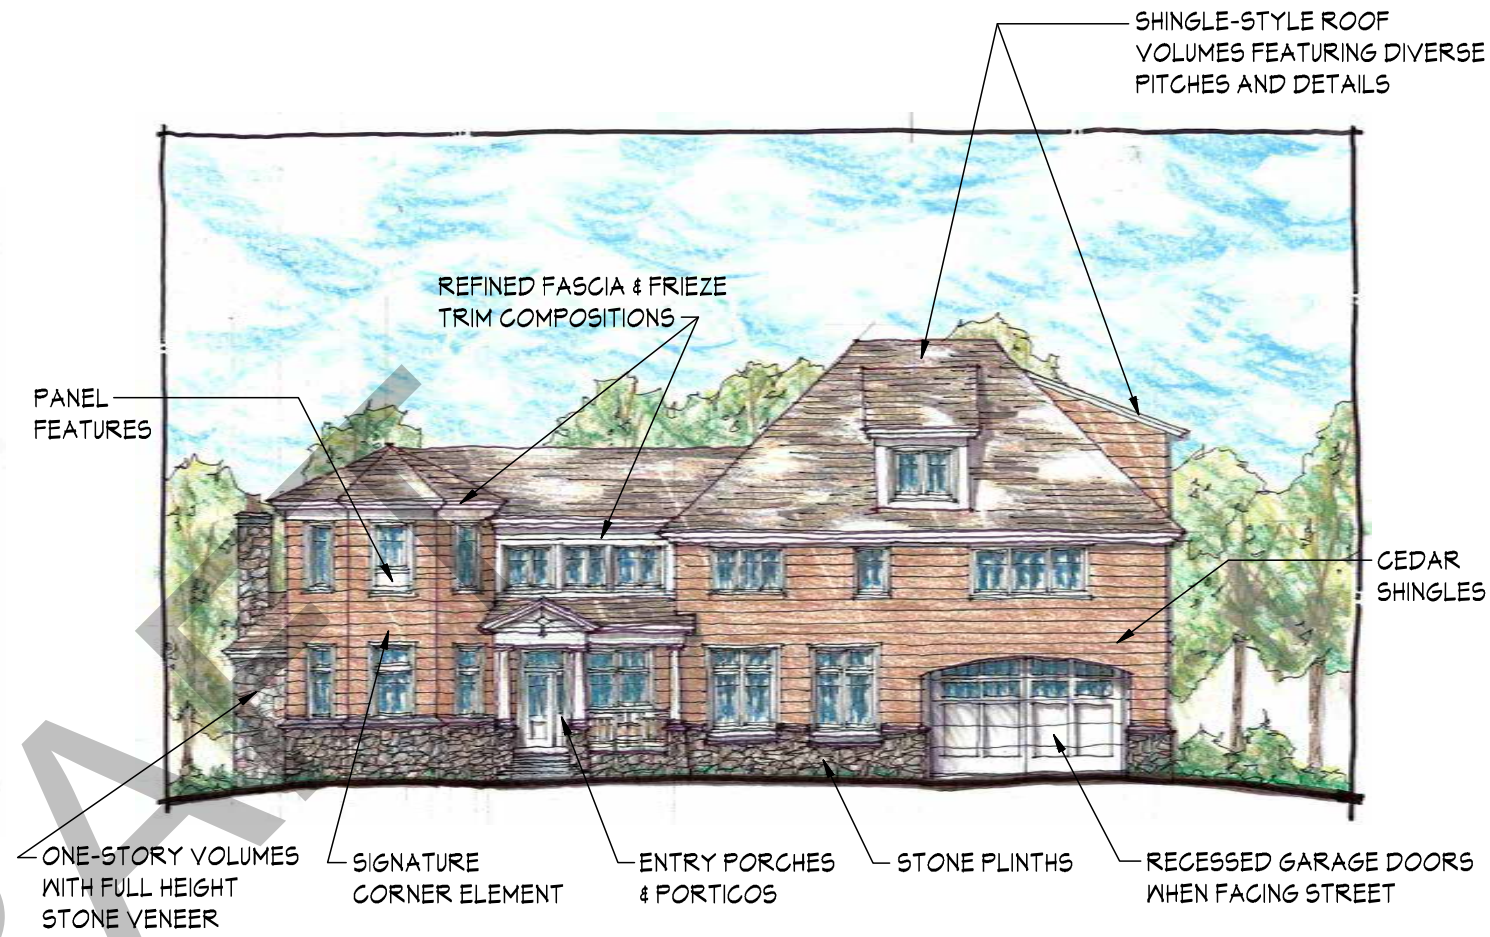 SHINGLE-STYLE ROOF
VOLUMES FEATURING DIVERSE
PITCHES AND DETAILS
REFINED FASCIA & FRIEZE
TRIM COMPOSITIONS
PANEL
FEATURES
CEDAR
SHINGLES
ONE-STORY VOLUMES
WITH FULL HEIGHT
STONE VENEER
SIGNATURE
CORNER ELEMENT
ENTRY PORCHES
& PORTICOS
STONE PLINTHS
RECESSED GARAGE DOORS
WHEN FACING STREET